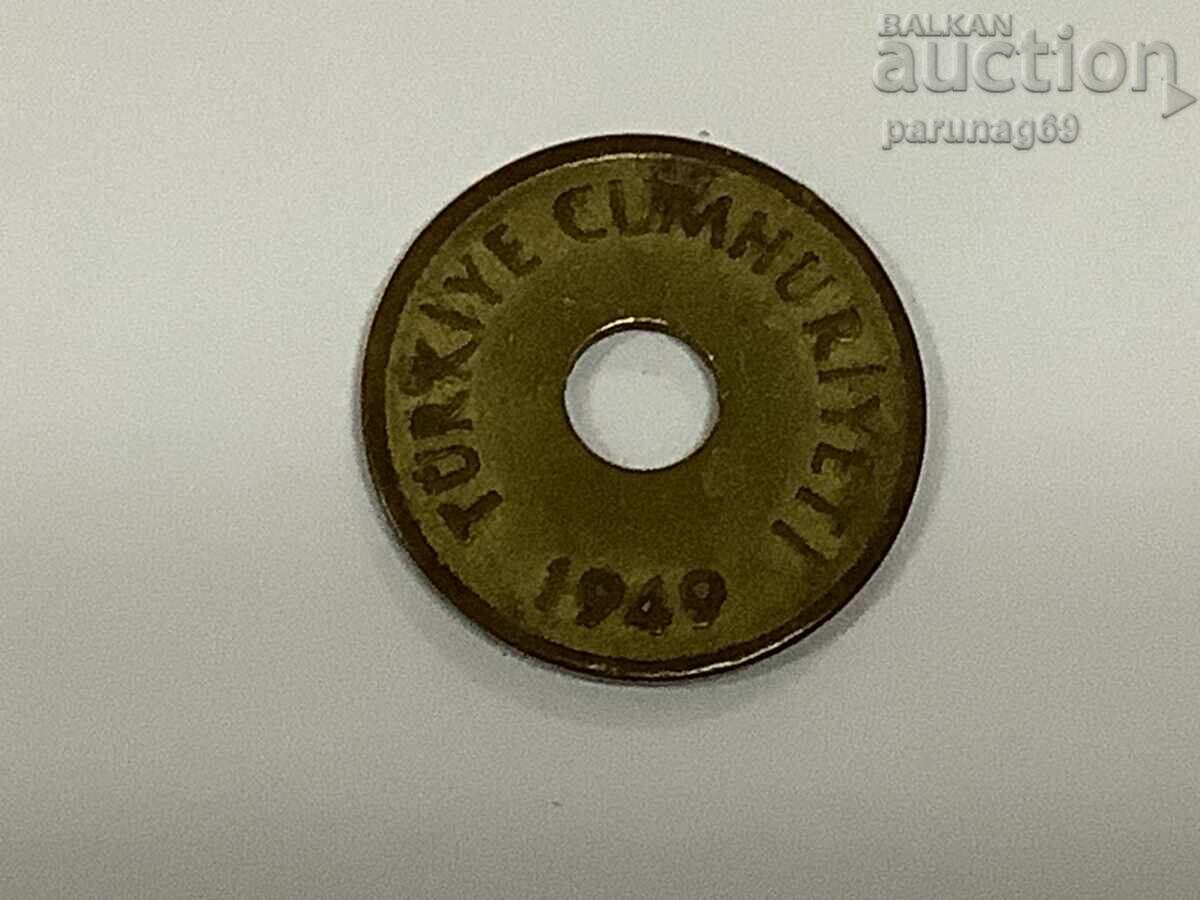 BALKAN
auction
parunag69
TÜRKİYE CUMHURİYETİ
1949